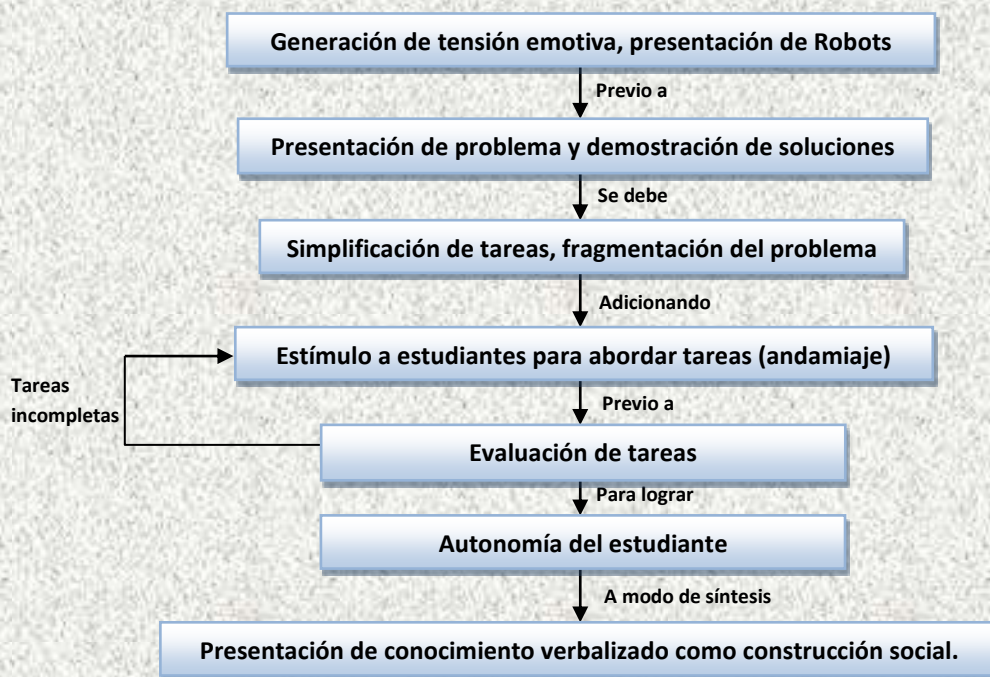 Generación de tensión emotiva, presentación de Robots
Previo a
Presentación de problema y demostración de soluciones
Se debe
Simplificación de tareas, fragmentación del problema
Adicionando
Estímulo a estudiantes para abordar tareas (andamiaje)
Tareas
incompletas
Previo a
Evaluación de tareas
Para lograr
Autonomía del estudiante
A modo de síntesis
Presentación de conocimiento verbalizado como construcción social.